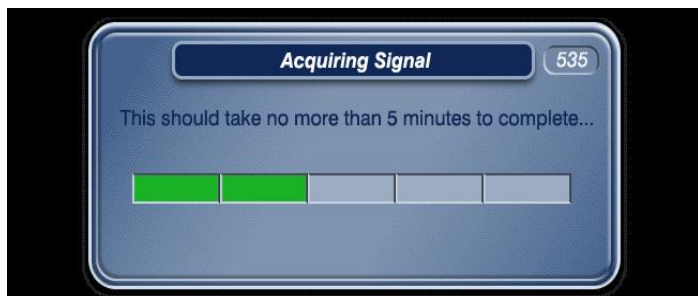 Acquiring Signal 535
This should take no more than 5 minutes to complete...